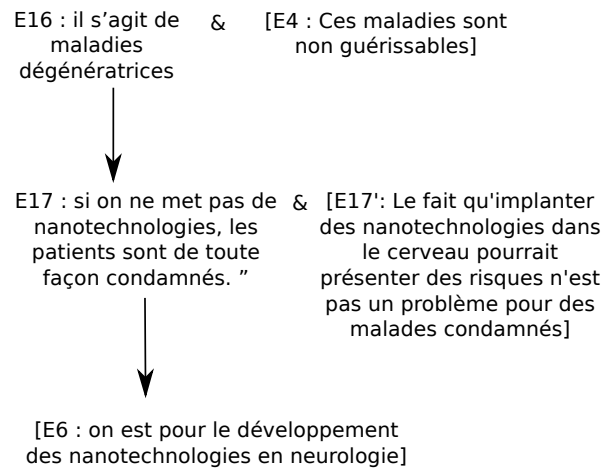 E16 : il s’agit de & [E4 : Ces maladies sont
maladies non guérissables]
dégénératrices
E17 : si on ne met pas de & [E17': Le fait qu'implanter
nanotechnologies, les des nanotechnologies dans
patients sont de toute le cerveau pourrait
façon condamnés. ” présenter des risques n'est
pas un problème pour des
malades condamnés]
[E6 : on est pour le développement
des nanotechnologies en neurologie]